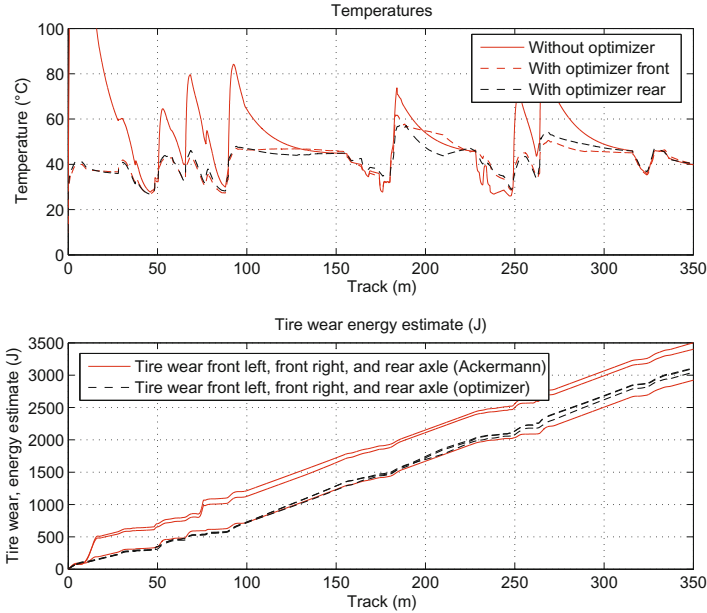 Temperatures
100
80
60
40
20
0
Temperature (°C)
Without optimizer
With optimizer front
With optimizer rear
0 50 100 150 200 250 300 350
Track (m)
Tire wear energy estimate (J)
3500
3000
2500
2000
1500
1000
500
0
Tire wear, energy estimate (J)
Tire wear front left, front right, and rear axle (Ackermann)
Tire wear front left, front right, and rear axle (optimizer)
0 50 100 150 200 250 300 350
Track (m)